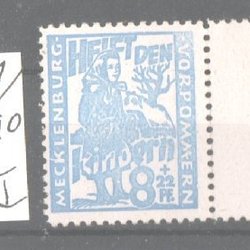 MECKLENBURG-
HELFT DEN
VORPOMMERN
kindern
8
+22
Pf